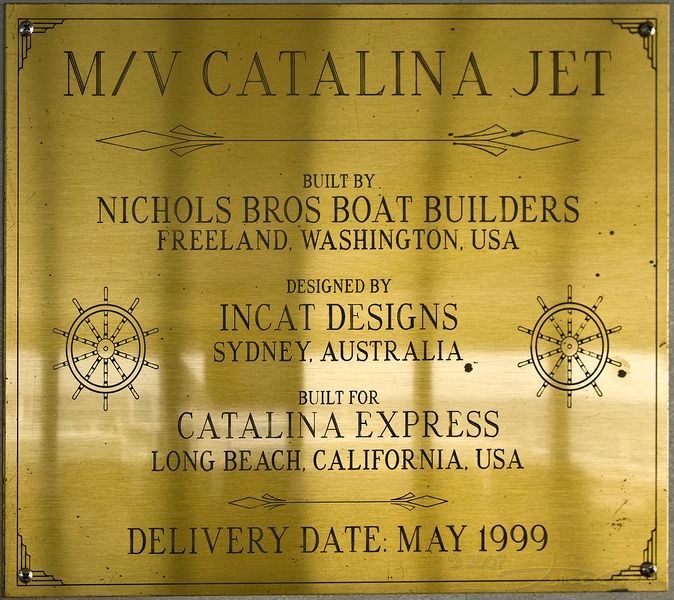 M/V CATALINA JET
BUILT BY
NICHOLS BROS BOAT BUILDERS
FREELAND, WASHINGTON, USA
DESIGNED BY
INCAT DESIGNS
SYDNEY, AUSTRALIA
BUILT FOR
CATALINA EXPRESS
LONG BEACH, CALIFORNIA, USA
DELIVERY DATE: MAY 1999